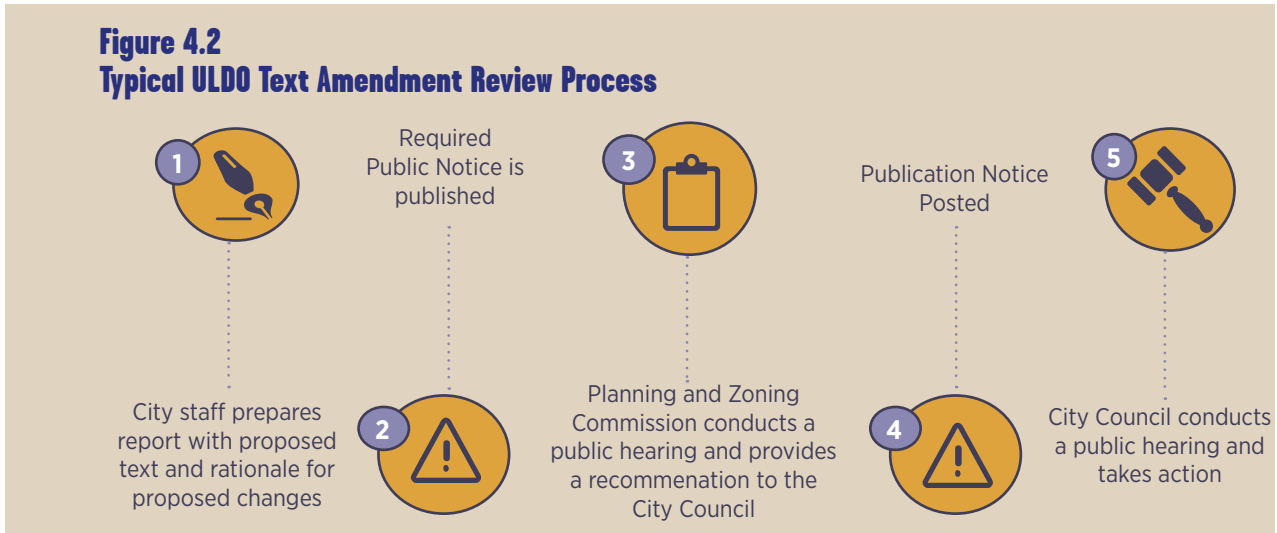 Figure 4.2
Typical ULDO Text Amendment Review Process
1
City staff prepares
report with proposed
text and rationale for
proposed changes
Required
Public Notice is
published
2
3
Planning and Zoning
Commission conducts a
public hearing and provides
a recommenation to the
City Council
Publication Notice
Posted
4
5
City Council conducts
a public hearing and
takes action